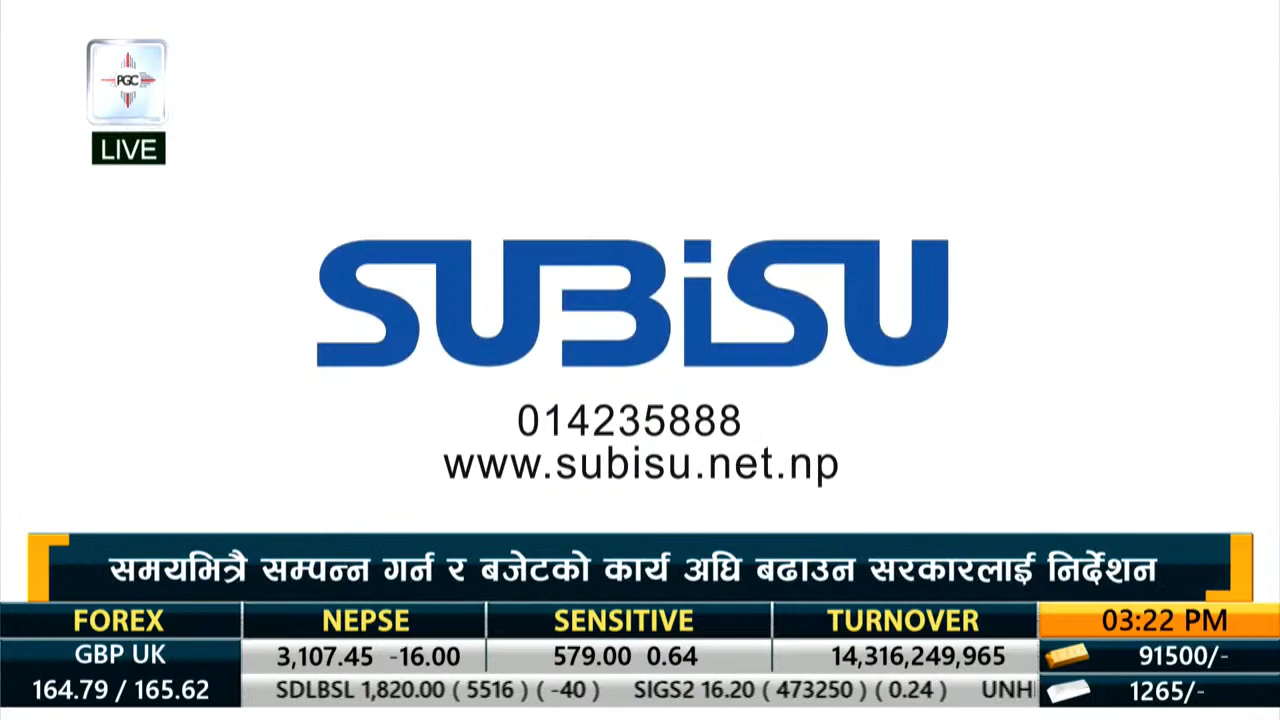 PGC
LIVE
SUBiSU
014235888
www.subisu.net.np
समयभित्रै सम्पन्न गर्न र बजेटको कार्य अघि बढाउन सरकारलाई निर्देशन
FOREX NEPSE SENSITIVE TURNOVER 03:22 PM
GBP UK 3,107.45 -16.00 579.00 0.64 14,316,249,965 91500/-
164.79 / 165.62 SDLBSL 1,820.00 ( 5516 ) ( -40 ) SIGS2 16.20 ( 473250 ) ( 0.24 ) UNH 1265/-